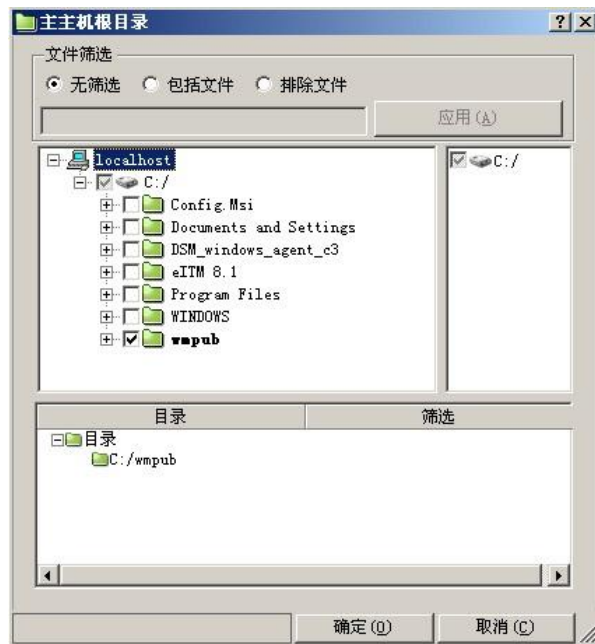 主主机根目录
文件筛选
无筛选 包括文件 排除文件
应用(A)
localhost
C:/
C:/
Config.Msi
Documents and Settings
DSM_windows_agent_c3
eITM 8.1
Program Files
WINDOWS
wmpub
目录 筛选
目录
C:/wmpub
确定(O) 取消(C)